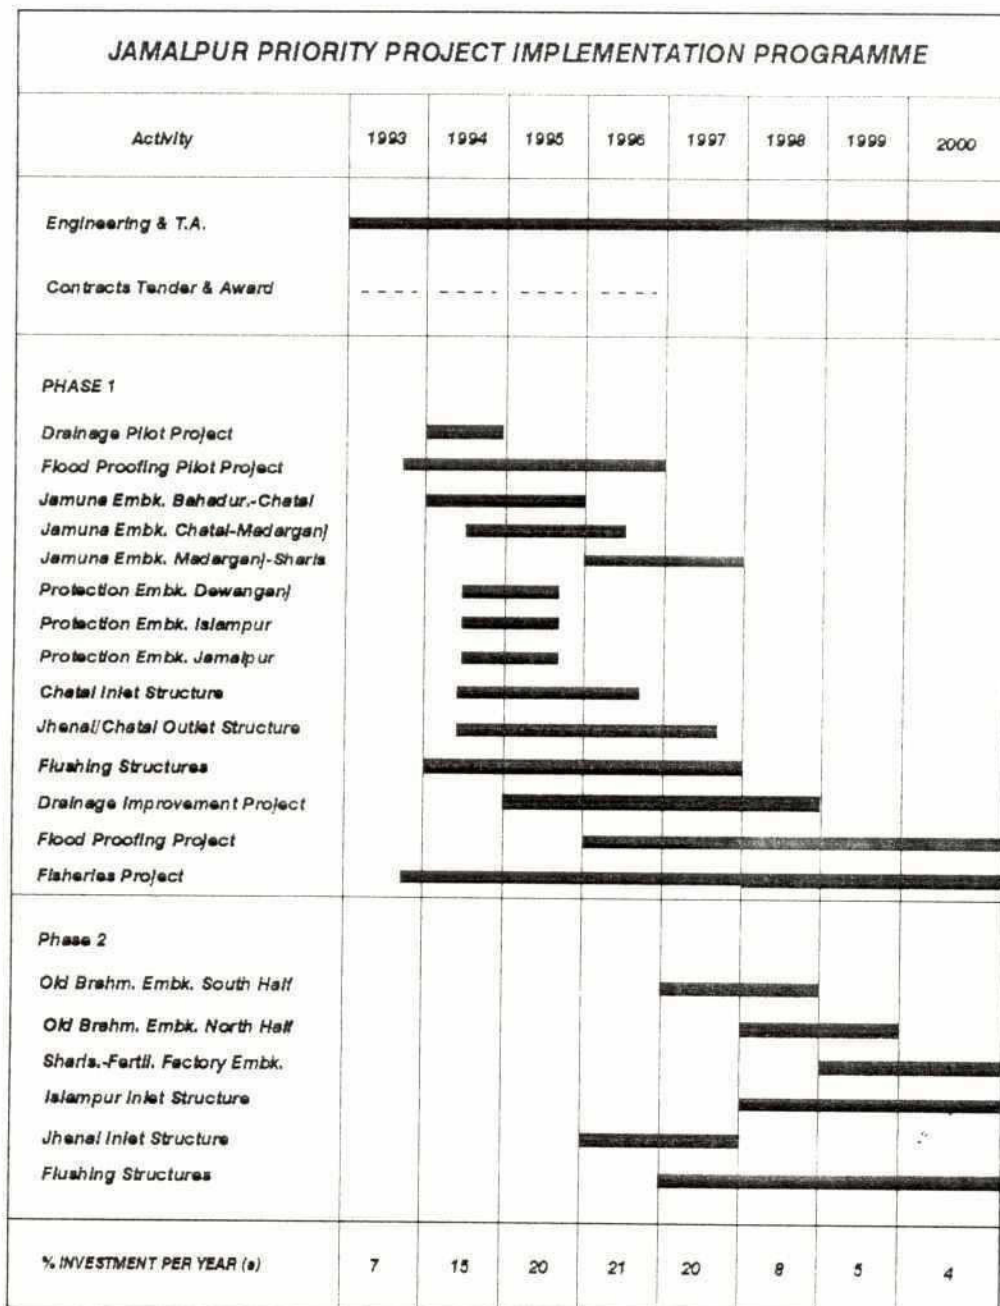 JAMALPUR PRIORITY PROJECT IMPLEMENTATION PROGRAMME
Activity 1993 1994 1995 1996 1997 1998 1999 2000
Engineering & T.A.
Contracts Tender & Award
PHASE 1
Drainage Pilot Project
Flood Proofing Pilot Project
Jamuna Embk. Bahadur.-Chatal
Jamuna Embk. Chatal-Madarganj
Jamuna Embk. Madarganj-Sharis
Protection Embk. Dewanganj
Protection Embk. Islampur
Protection Embk. Jamalpur
Chatal Inlet Structure
Jhenai/Chatal Outlet Structure
Flushing Structures
Drainage Improvement Project
Flood Proofing Project
Fisheries Project
Phase 2
Old Brahm. Embk. South Half
Old Brahm. Embk. North Half
Sharis.-Fertil. Factory Embk.
Islampur Inlet Structure
Jhenai Inlet Structure
Flushing Structures
% INVESTMENT PER YEAR (a) 7 15 20 21 20 8 5 4